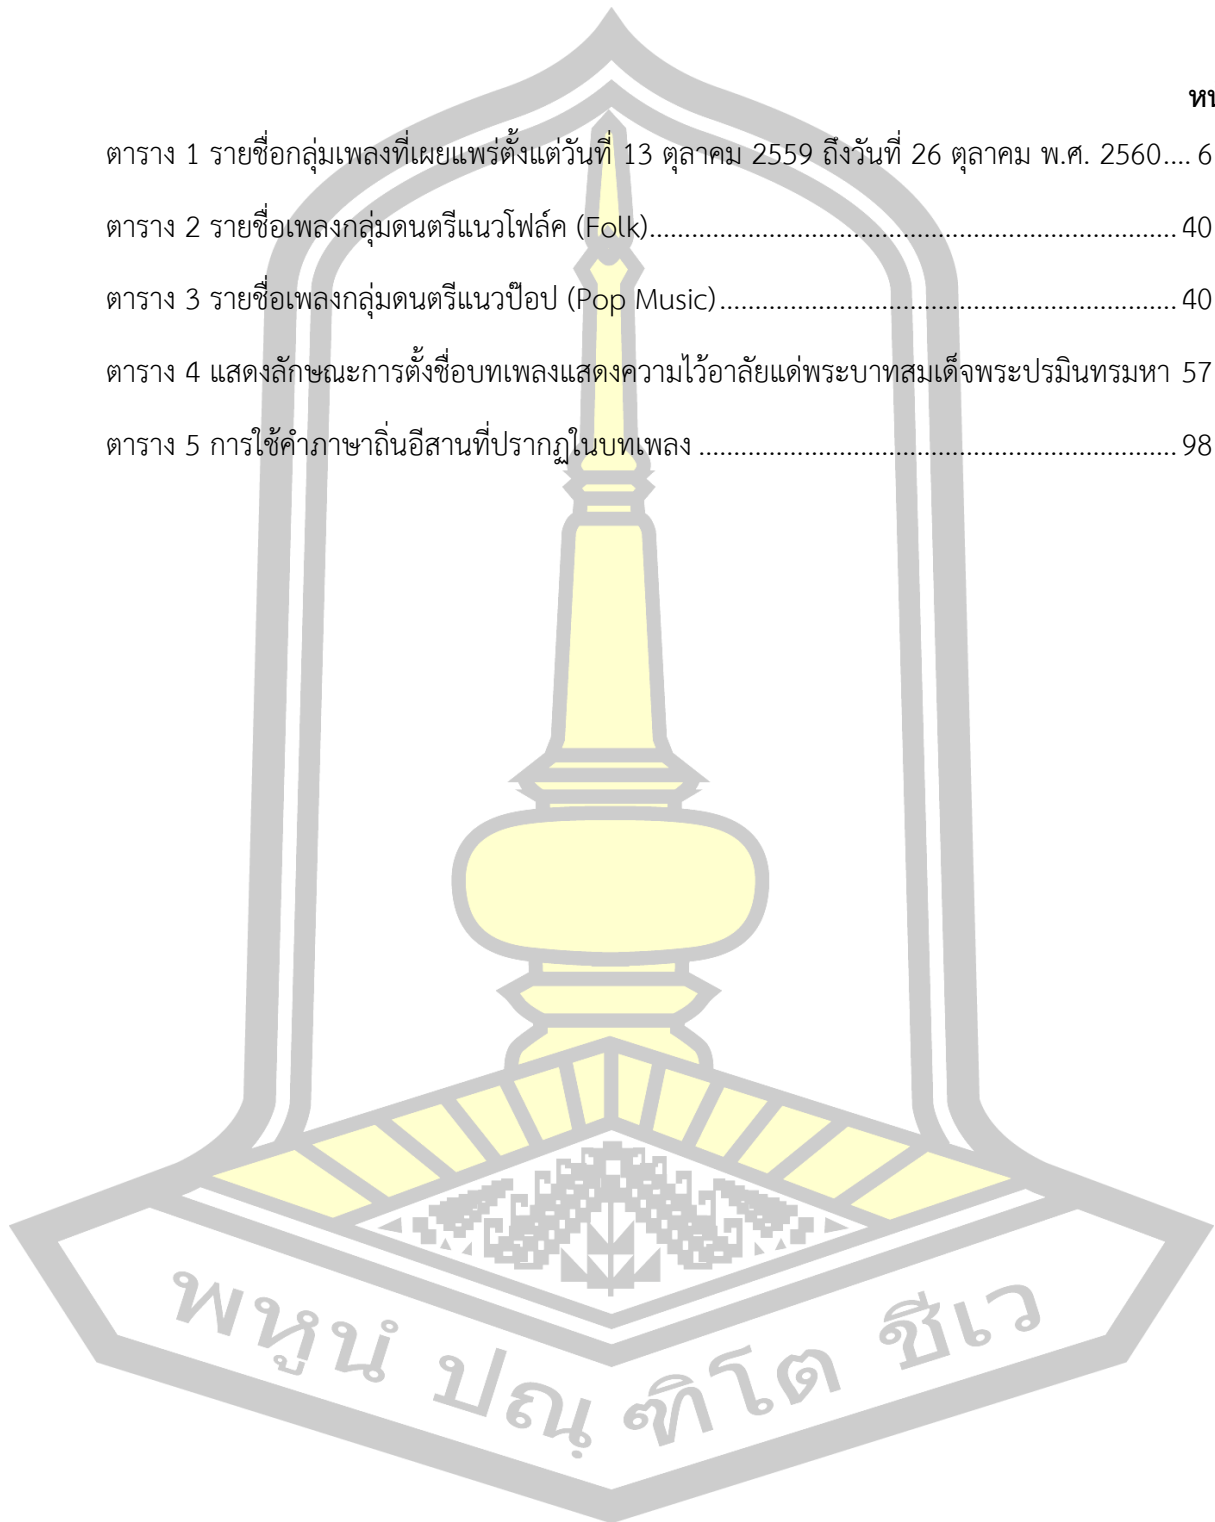 ตาราง 1 รายชื่อกลุ่มเพลงที่เผยแพร่ตั้งแต่วันที่ 13 ตุลาคม 2559 ถึงวันที่ 26 ตุลาคม พ.ศ. 2560.... 6
ตาราง 2 รายชื่อเพลงกลุ่มดนตรีแนวโฟล์ค (Folk)........................................................................... 40
ตาราง 3 รายชื่อเพลงกลุ่มดนตรีแนวป๊อป (Pop Music)................................................................ 40
ตาราง 4 แสดงลักษณะการตั้งชื่อบทเพลงแสดงความไว้อาลัยแด่พระบาทสมเด็จพระปรมินทรมหา 57
ตาราง 5 การใช้คำภาษาถิ่นอีสานที่ปรากฏในบทเพลง .................................................................... 98
พหูนํ ปณฺ ฑิโต ชีเว